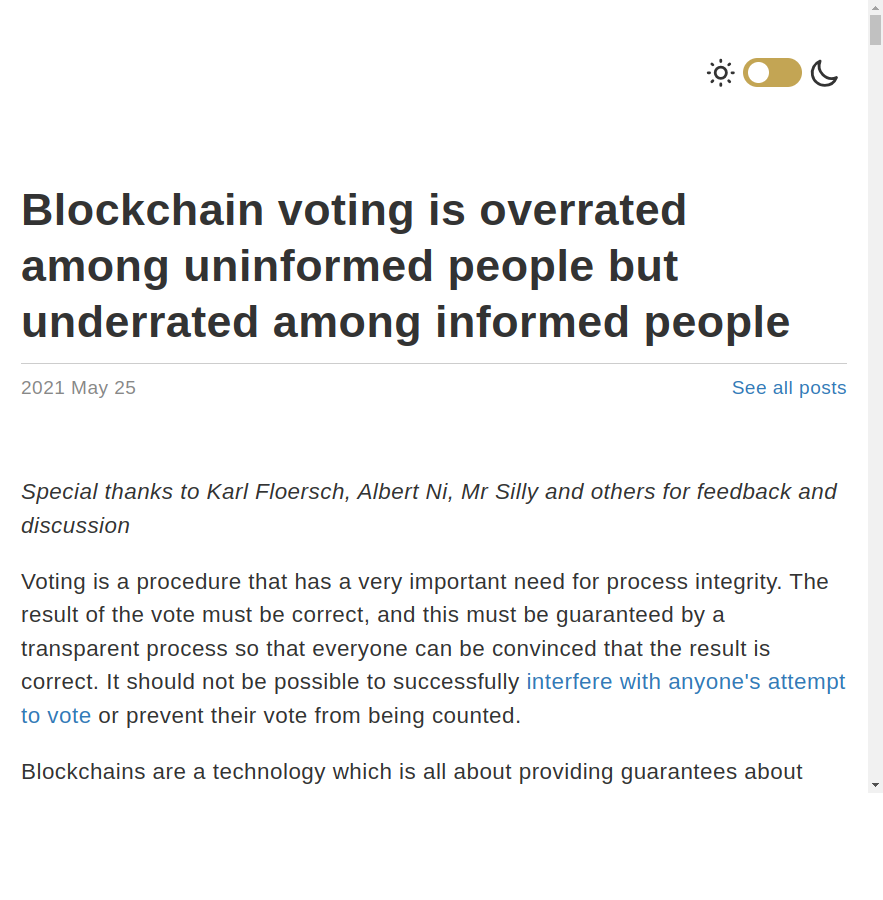 Blockchain voting is overrated
among uninformed people but
underrated among informed people
2021 May 25
See all posts
Special thanks to Karl Floersch, Albert Ni, Mr Silly and others for feedback and
discussion
Voting is a procedure that has a very important need for process integrity. The
result of the vote must be correct, and this must be guaranteed by a
transparent process so that everyone can be convinced that the result is
correct. It should not be possible to successfully interfere with anyone's attempt
to vote or prevent their vote from being counted.
Blockchains are a technology which is all about providing guarantees about